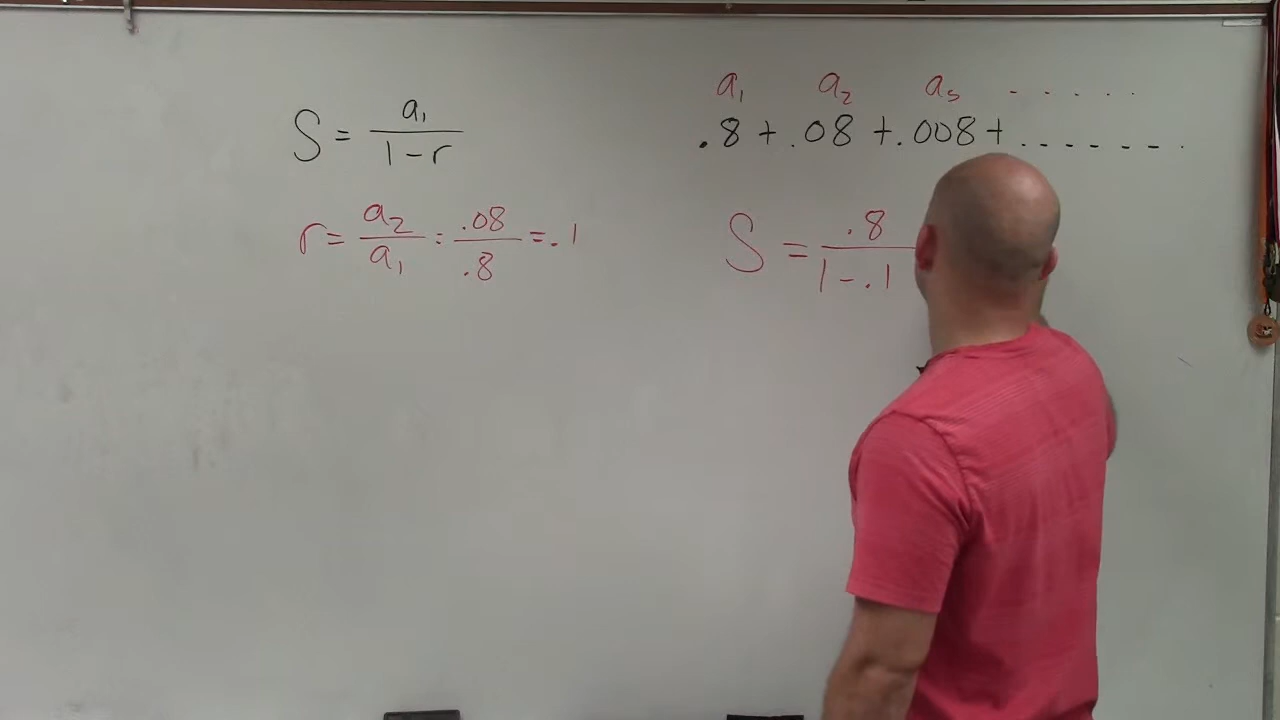 S = a₁ / (1 - r)
r = a₂ / a₁ = .08 / .8 = .1
a₁ a₂ a₃ . . . . .
.8 + .08 + .008 + . . . . . . .
S = .8 / (1 - .1)